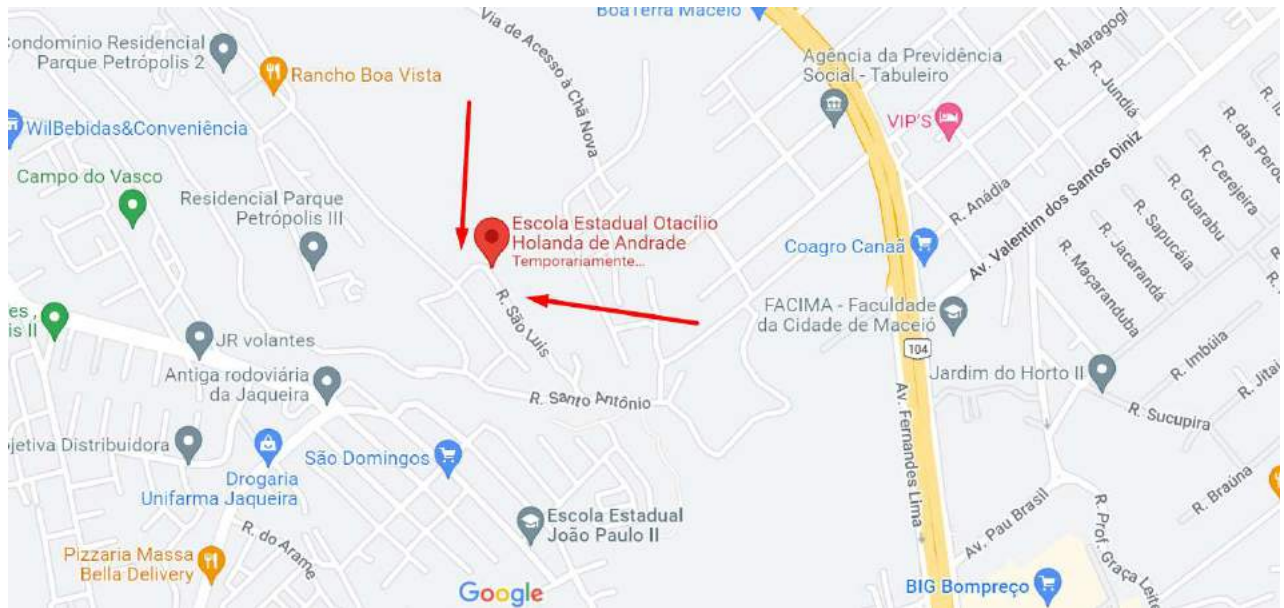 BoaTerra Maceió
Condomínio Residencial
Parque Petrópolis 2
Via de Acesso à Chã Nova
Rancho Boa Vista
Agência da Previdência
Social - Tabuleiro
R. Maragogi
R. Jundiá
WilBebidas&Conveniência
VIP'S
R. das
Campo do Vasco
Residencial Parque
Petrópolis III
Escola Estadual Otacílio
Holanda de Andrade
Temporariamente...
R. Anádia
Av. Valentim dos Santos Diniz
R. Cerejeira
R. Guarabu
R. Sapucáia
R. Jacarandá
R. Maçaranduba
Coagro Canaã
R. São Luis
FACIMA - Faculdade
da Cidade de Maceió
104
JR volantes
Antiga rodoviária
da Jaqueira
R. Santo Antônio
Jardim do Horto II
R. Imbúia
R. Sucupira
Distribuidora
São Domingos
Drogaria
Unifarma Jaqueira
Av. Fernandes Lima
R. Braúna
Escola Estadual
João Paulo II
R. do Arame
Av. Pau Brasil
R. Prof. Graça Leite
Pizzaria Massa
Bella Delivery
Google
BIG Bompreço